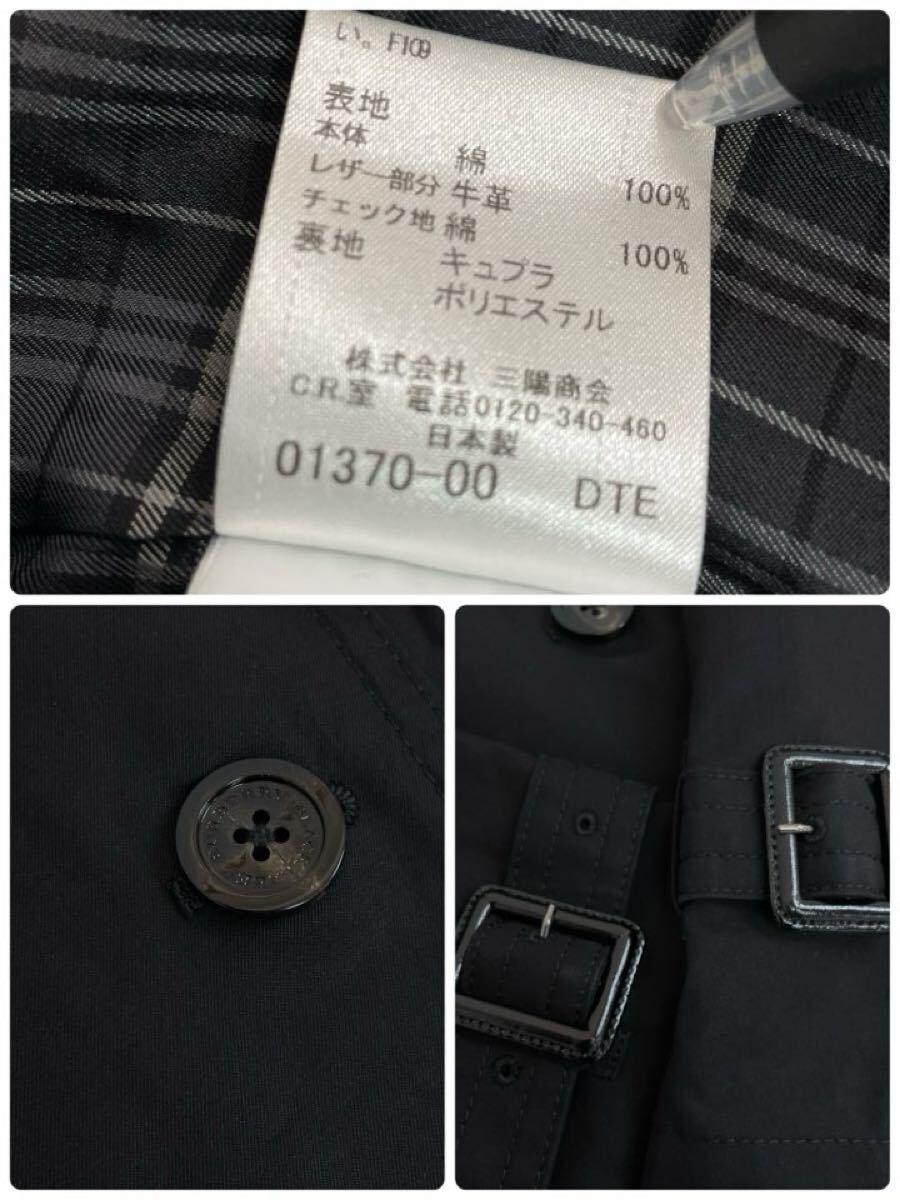 い。F109
表地
本体 綿 100%
レザー部分 牛革
チェック地 綿 100%
裏地 キュプラ
ポリエステル
株式会社 三陽商会
C.R.室 電話0120-340-460
日本製
01370-00 DTE